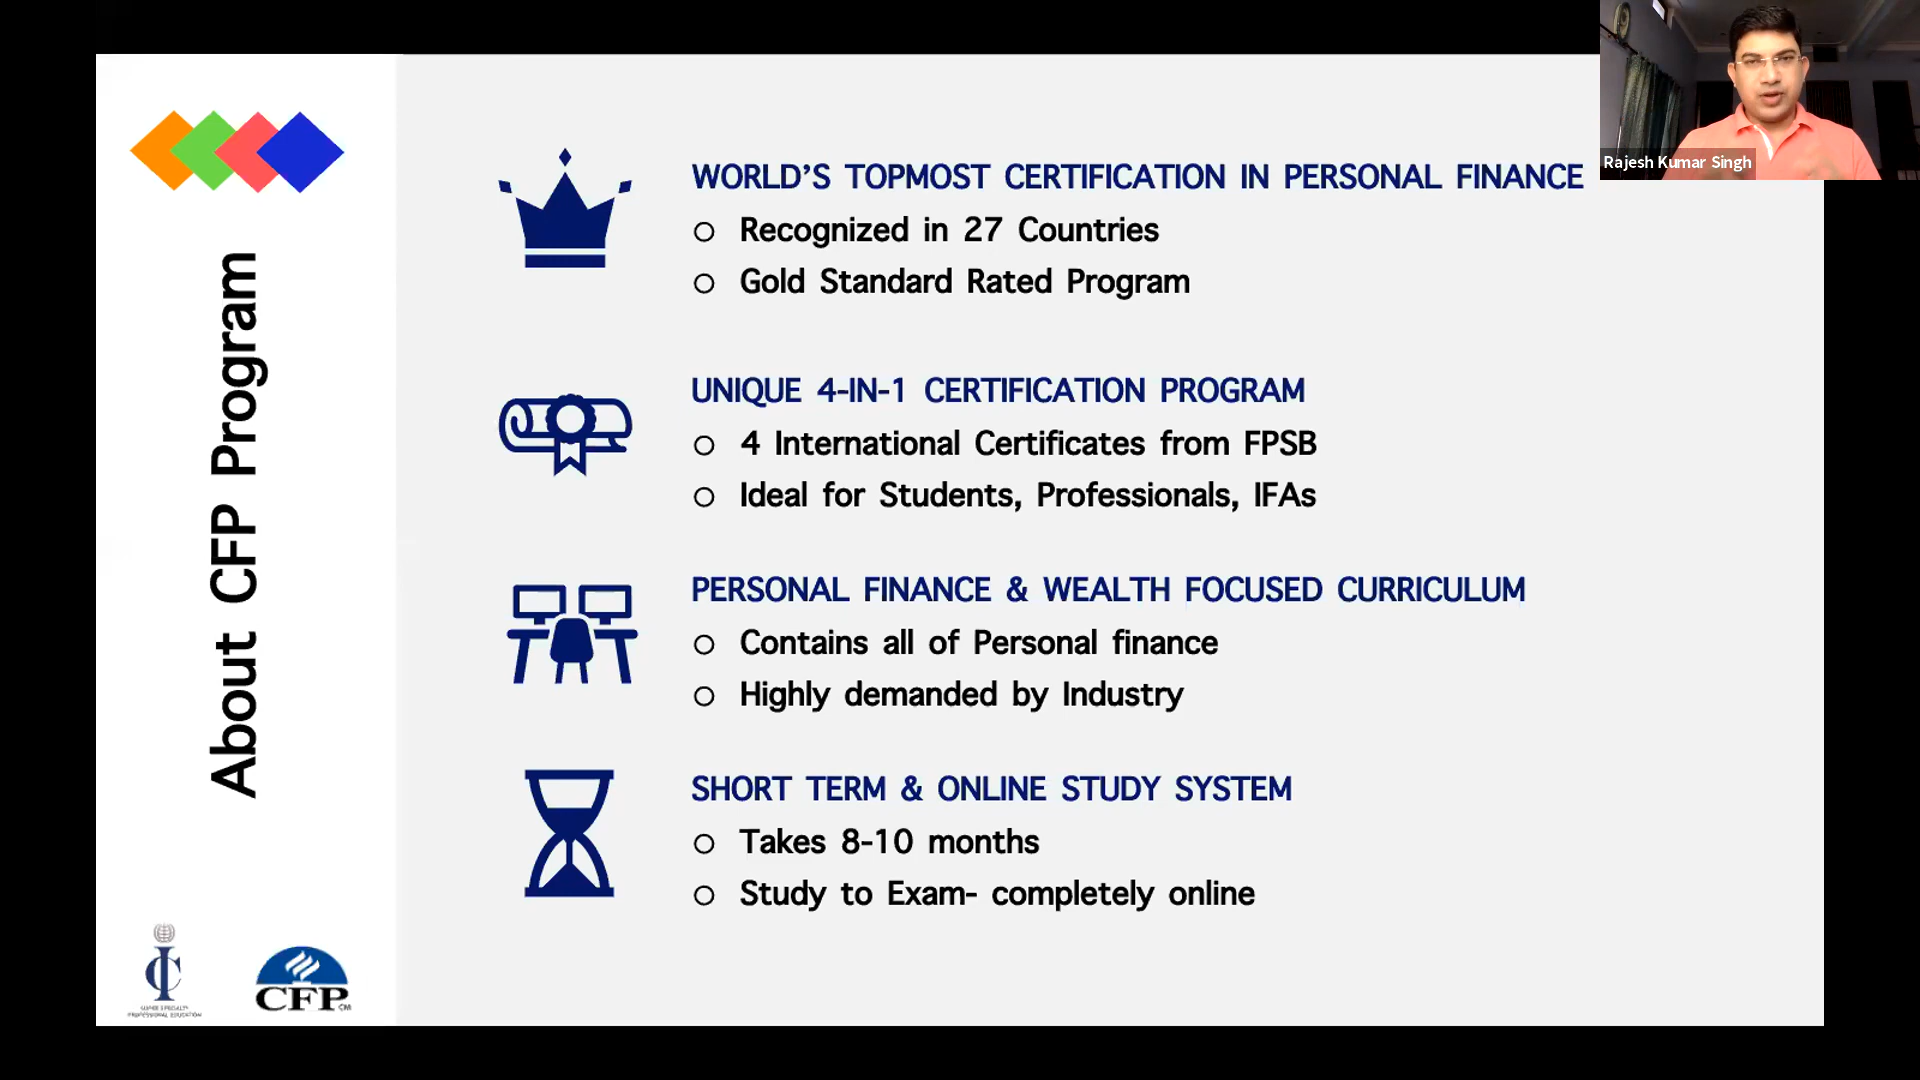 About CFP Program
WORLD’S TOPMOST CERTIFICATION IN PERSONAL FINANCE
Recognized in 27 Countries
Gold Standard Rated Program
UNIQUE 4-IN-1 CERTIFICATION PROGRAM
4 International Certificates from FPSB
Ideal for Students, Professionals, IFAs
PERSONAL FINANCE & WEALTH FOCUSED CURRICULUM
Contains all of Personal finance
Highly demanded by Industry
SHORT TERM & ONLINE STUDY SYSTEM
Takes 8-10 months
Study to Exam- completely online
Rajesh Kumar Singh
PROFESSIONAL EDUCATION
CFP